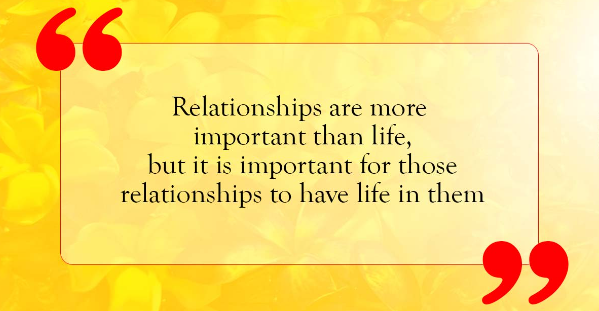 Relationships are more
important than life,
but it is important for those
relationships to have life in them